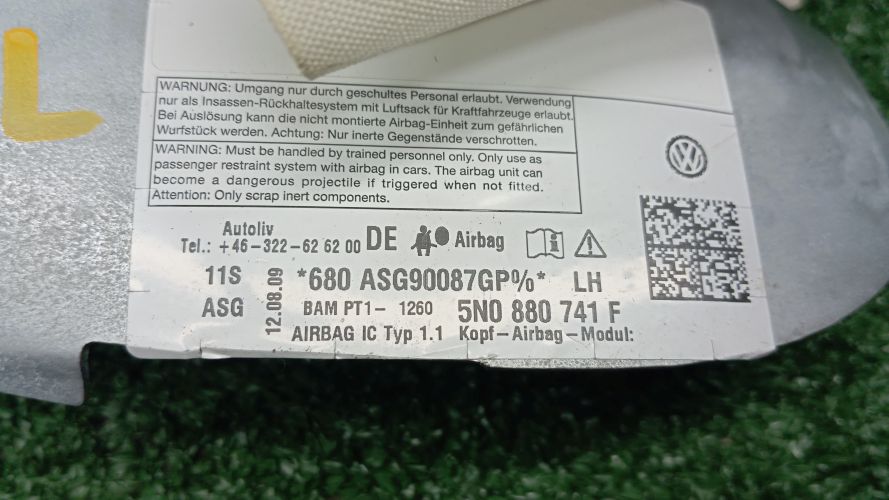 L
WARNUNG: Umgang nur durch geschultes Personal erlaubt. Verwendung
nur als Insassen-Rückhaltesystem mit Luftsack für Kraftfahrzeuge erlaubt.
Bei Auslösung kann die nicht montierte Airbag-Einheit zum gefährlichen
Wurfstück werden. Achtung: Nur inerte Gegenstände verschrotten.
WARNING: Must be handled by trained personnel only. Only use as
passenger restraint system with airbag in cars. The airbag unit can
become a dangerous projectile if triggered when not fitted.
Attention: Only scrap inert components.
Autoliv
Tel.: +46-322-62 62 00 DE Airbag
11S *680 ASG90087GP%* LH
ASG 12.08.09 BAM PT1- 1260 5N0 880 741 F
AIRBAG IC Typ 1.1 Kopf-Airbag-Modul: